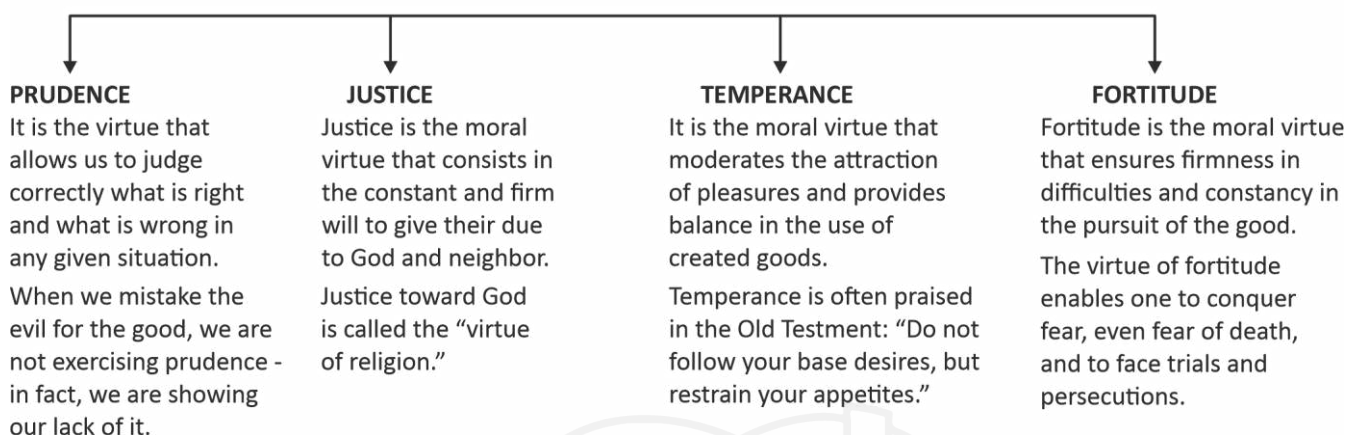 PRUDENCE
It is the virtue that
allows us to judge
correctly what is right
and what is wrong in
any given situation.
When we mistake the
evil for the good, we are
not exercising prudence -
in fact, we are showing
our lack of it.
JUSTICE
Justice is the moral
virtue that consists in
the constant and firm
will to give their due
to God and neighbor.
Justice toward God
is called the “virtue
of religion.”
TEMPERANCE
It is the moral virtue that
moderates the attraction
of pleasures and provides
balance in the use of
created goods.
Temperance is often praised
in the Old Testment: “Do not
follow your base desires, but
restrain your appetites.”
FORTITUDE
Fortitude is the moral virtue
that ensures firmness in
difficulties and constancy in
the pursuit of the good.
The virtue of fortitude
enables one to conquer
fear, even fear of death,
and to face trials and
persecutions.